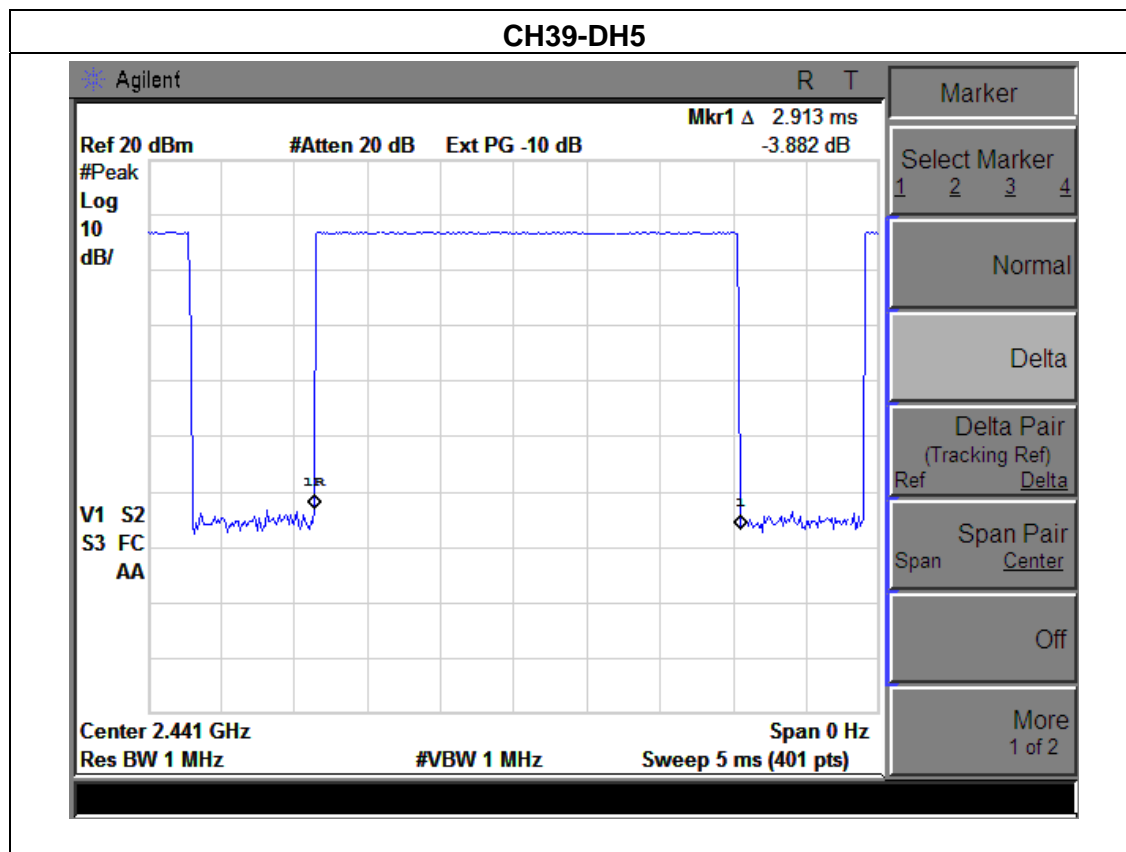 CH39-DH5
Agilent R T
Mkr1 Δ 2.913 ms
Ref 20 dBm #Atten 20 dB Ext PG -10 dB -3.882 dB
#Peak
Log
10
dB/
1R
1
V1 S2
S3 FC
AA
Center 2.441 GHz Span 0 Hz
Res BW 1 MHz #VBW 1 MHz Sweep 5 ms (401 pts)
Marker
Select Marker
1 2 3 4
Normal
Delta
Delta Pair
(Tracking Ref)
Ref Delta
Span Pair
Span Center
Off
More
1 of 2